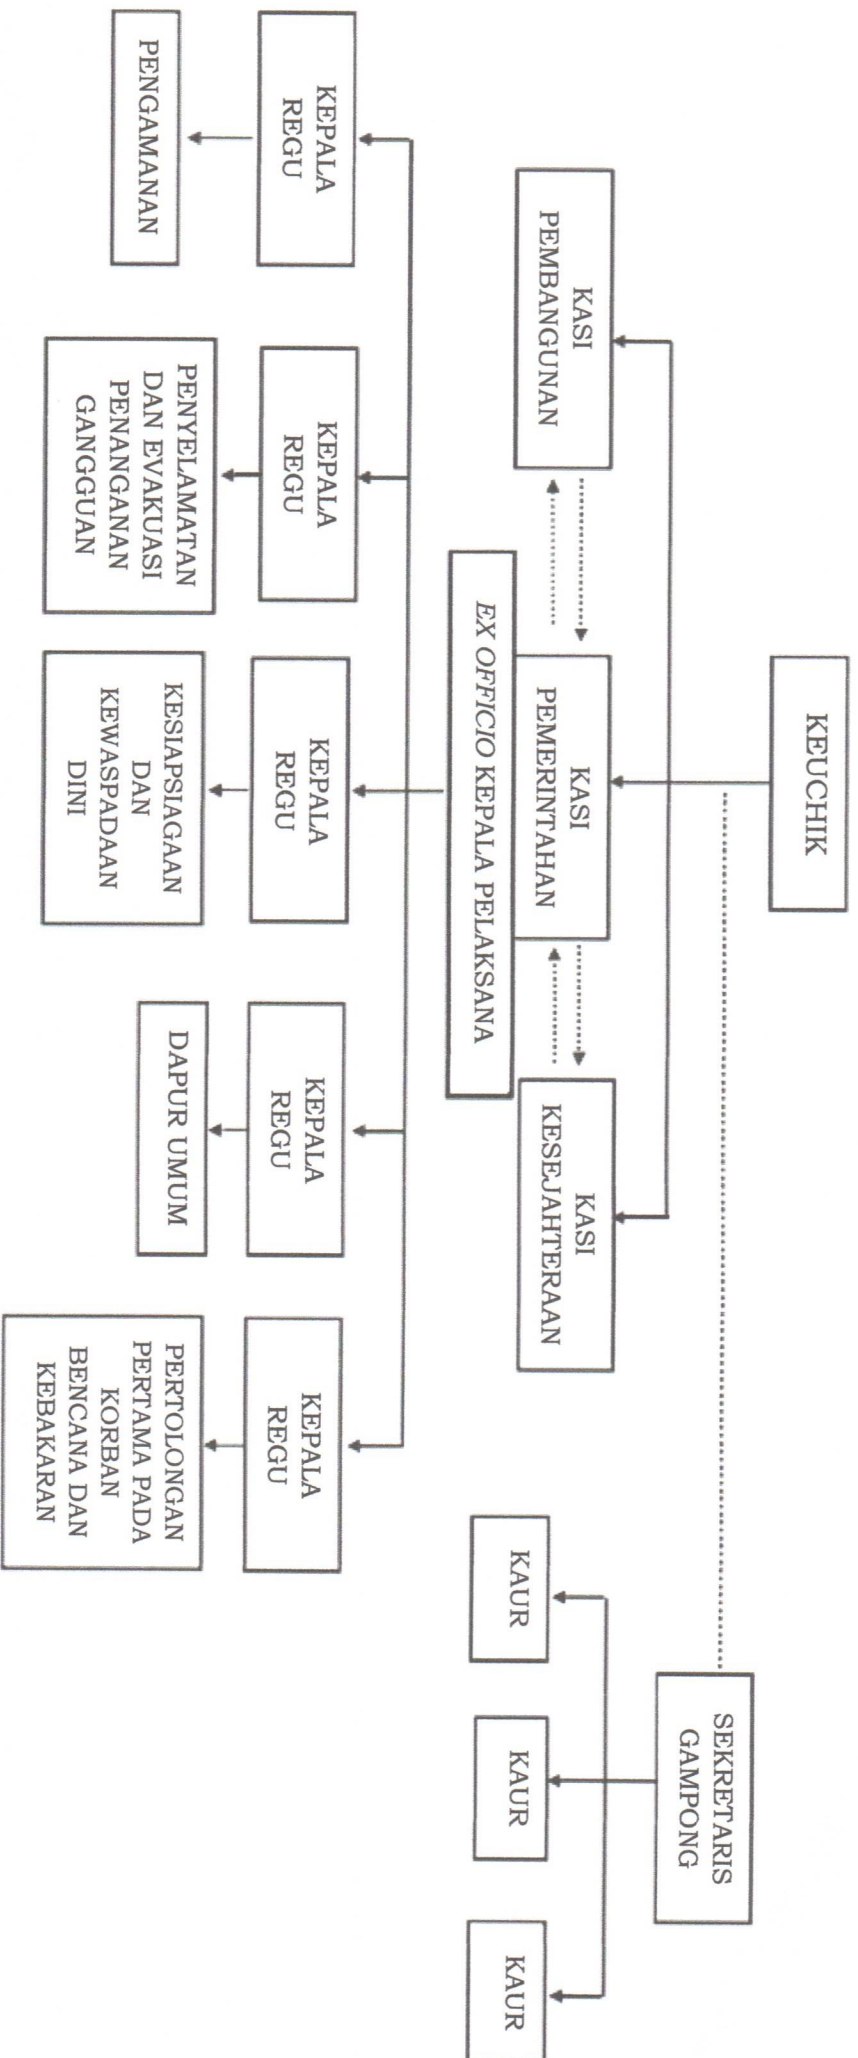 KEUCHIK
SEKRETARIS
GAMPONG
KASI
PEMBANGUNAN
KASI
PEMERINTAHAN
KASI
KESEJAHTERAAN
EX OFFICIO KEPALA PELAKSANA
KAUR
KAUR
KAUR
KEPALA
REGU
KEPALA
REGU
KEPALA
REGU
KEPALA
REGU
KEPALA
REGU
PENGAMANAN
PENYELAMATAN
DAN EVAKUASI
PENANGANAN
GANGGUAN
KESIAPSIAGAAN
DAN
KEWASPADAAN
DINI
DAPUR UMUM
PERTOLONGAN
PERTAMA PADA
KORBAN
BENCANA DAN
KEBAKARAN